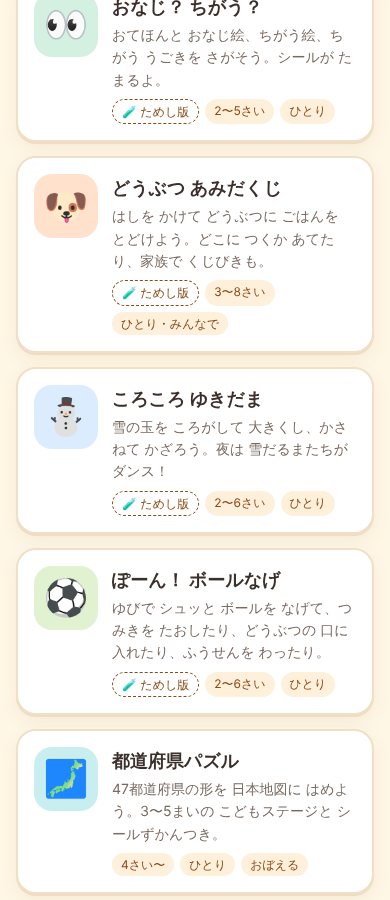 おなじ？ ちがう？
おてほんと おなじ絵、ちがう絵、ち
がう うごきを さがそう。シールが た
まるよ。
🧪 ためし版 2〜5さい ひとり
どうぶつ あみだくじ
はしを かけて どうぶつに ごはんを
とどけよう。どこに つくか あてた
り、家族で くじびきも。
🧪 ためし版 3〜8さい
ひとり・みんなで
ころころ ゆきだま
雪の玉を ころがして 大きくし、かさ
ねて かざろう。夜は 雪だるまたちが
ダンス！
🧪 ためし版 2〜6さい ひとり
ぽーん！ ボールなげ
ゆびで シュッと ボールを なげて、つ
みきを たおしたり、どうぶつの 口に
入れたり、ふうせんを わったり。
🧪 ためし版 2〜6さい ひとり
都道府県パズル
47都道府県の形を 日本地図に はめよ
う。3〜5まいの こどもステージと シ
ールずかんつき。
4さい〜 ひとり おぼえる